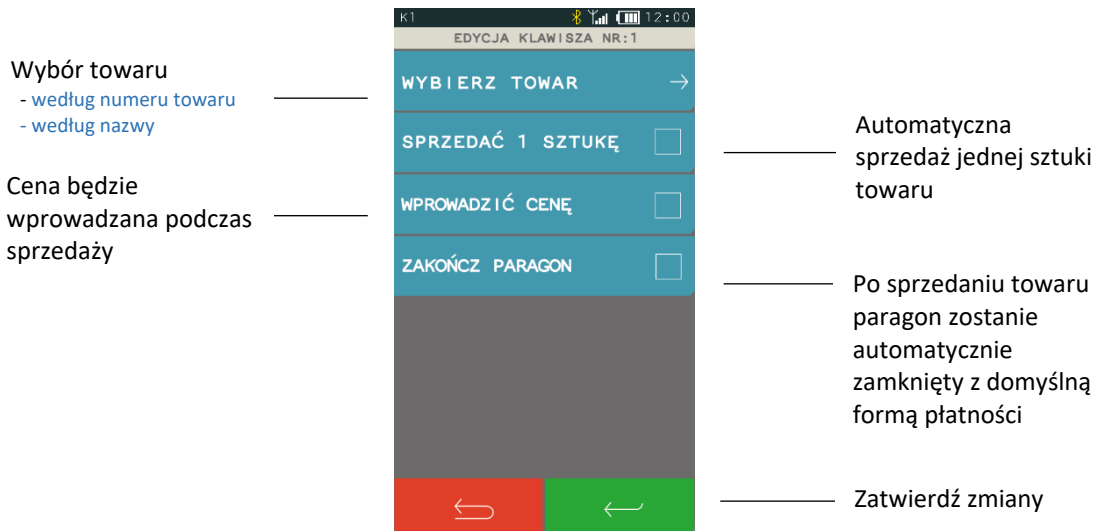 K1 12:00
EDYCJA KLAWISZA NR:1
Wybór towaru
- według numeru towaru
- według nazwy
WYBIERZ TOWAR
SPRZEDAĆ 1 SZTUKĘ
Automatyczna
sprzedaż jednej sztuki
towaru
Cena będzie
wprowadzana podczas
sprzedaży
WPROWADZIĆ CENĘ
ZAKOŃCZ PARAGON
Po sprzedaniu towaru
paragon zostanie
automatycznie
zamknięty z domyślną
formą płatności
Zatwierdź zmiany